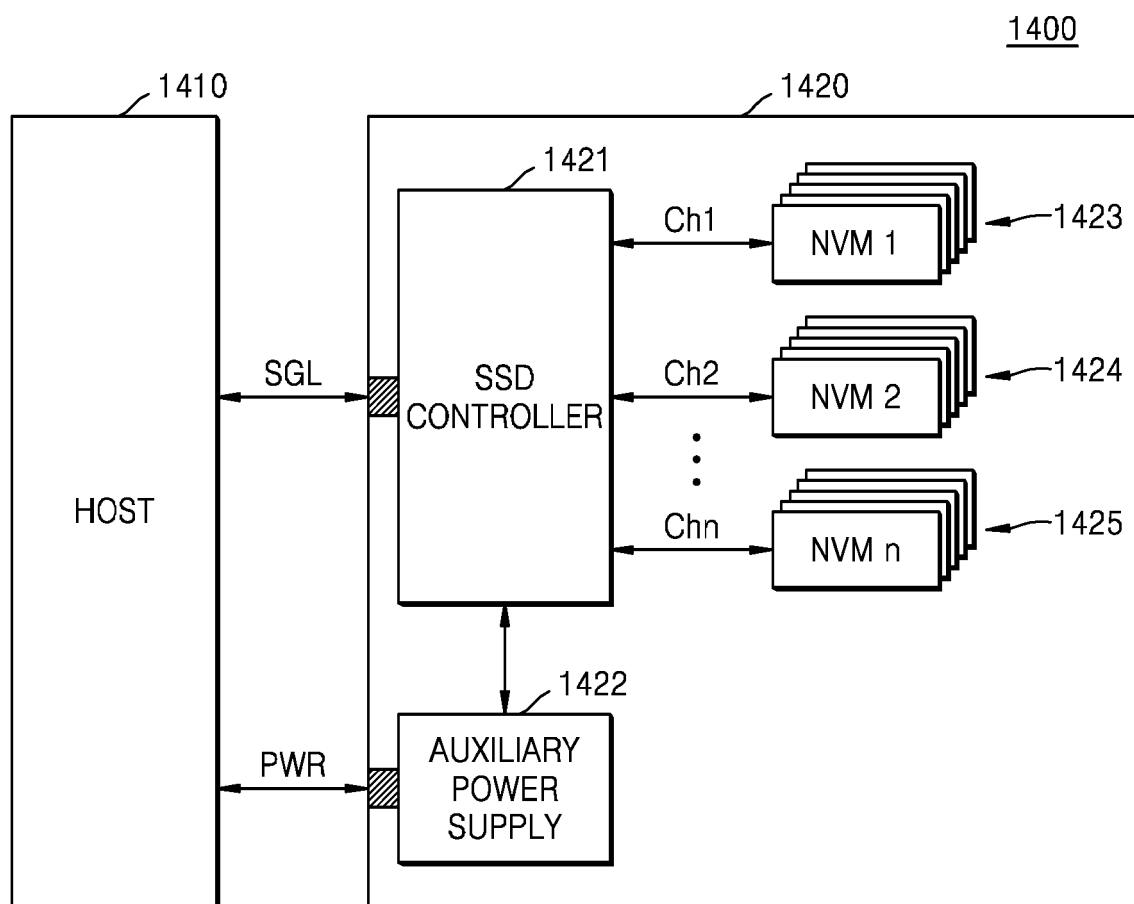 1400
1410
1420
1421
Ch1
NVM 1
1423
SGL
SSD
CONTROLLER
Ch2
NVM 2
1424
HOST
Chn
NVM n
1425
1422
PWR
AUXILIARY
POWER
SUPPLY